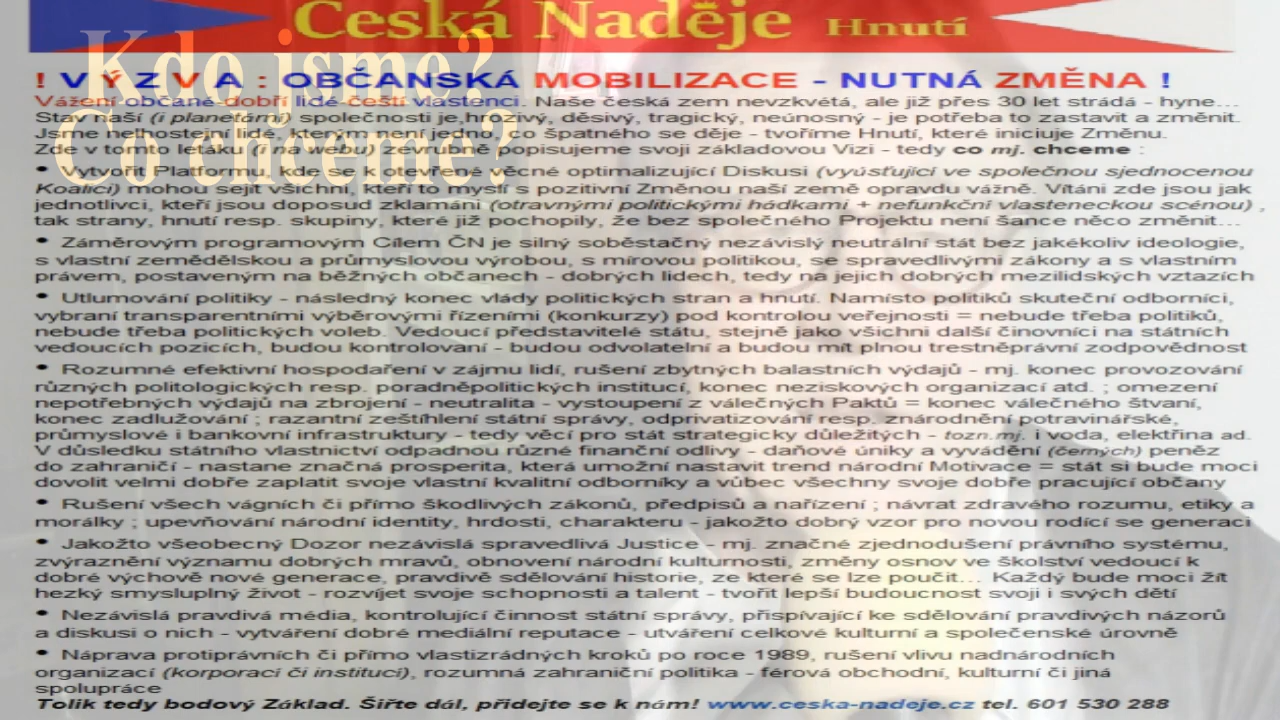 Česká Naděje Hnutí
Kdo jsme?
Co chceme?
! VÝZVA : OBČANSKÁ MOBILIZACE - NUTNÁ ZMĚNA !
Vážení občané-dobří lidé-čeští vlastenci. Naše česká zem nevzkvétá, ale již přes 30 let strádá - hyne...
Stav naší (i planetární) společnosti je,hrozivý, děsivý, tragický, neúnosný - je potřeba to zastavit a změnit.
Jsme nelhostejní lidé, kterým není jedno, co špatného se děje - tvoříme Hnutí, které iniciuje Změnu.
Zde v tomto letáku (i na webu) zevrubně popisujeme svoji základovou Vizi - tedy co mj. chceme :
• Vytvořit Platformu, kde se k otevřené věcné optimalizující Diskusi (vyúsťující ve společnou sjednocenou
Koalici) mohou sejít všichni, kteří to myslí s pozitivní Změnou naší země opravdu vážně. Vítáni zde jsou jak
jednotlivci, kteří jsou doposud zklamáni (otravnými politickými hádkami + nefunkční vlasteneckou scénou) ,
tak strany, hnutí resp. skupiny, které již pochopily, že bez společného Projektu není šance něco změnit...
• Záměrovým programovým Cílem ČN je silný soběstačný nezávislý neutrální stát bez jakékoliv ideologie,
s vlastní zemědělskou a průmyslovou výrobou, s mírovou politikou, se spravedlivými zákony a s vlastním
právem, postaveným na běžných občanech - dobrých lidech, tedy na jejich dobrých mezilidských vztazích
• Utlumování politiky - následný konec vlády politických stran a hnutí. Namísto politiků skuteční odborníci,
vybraní transparentními výběrovými řízeními (konkurzy) pod kontrolou veřejnosti = nebude třeba politiků,
nebude třeba politických voleb. Vedoucí představitelé státu, stejně jako všichni další činovníci na státních
vedoucích pozicích, budou kontrolovaní - budou odvolatelní a budou mít plnou trestněprávní zodpovědnost
• Rozumné efektivní hospodaření v zájmu lidí, rušení zbytných balastních výdajů - mj. konec provozování
různých politologických resp. poradněpolitických institucí, konec neziskových organizací atd. ; omezení
nepotřebných výdajů na zbrojení - neutralita - vystoupení z válečných Paktů = konec válečného štvaní,
konec zadlužování ; razantní zeštíhlení státní správy, odprivatizování resp. znárodnění potravinářské,
průmyslové i bankovní infrastruktury - tedy věcí pro stát strategicky důležitých - tozn.mj. i voda, elektřina ad.
V důsledku státního vlastnictví odpadnou různé finanční odlivy - daňové úniky a vyvádění (černých) peněz
do zahraničí - nastane značná prosperita, která umožní nastavit trend národní Motivace = stát si bude moci
dovolit velmi dobře zaplatit svoje vlastní kvalitní odborníky a vůbec všechny svoje dobře pracující občany
• Rušení všech vágních či přímo škodlivých zákonů, předpisů a nařízení ; návrat zdravého rozumu, etiky a
morálky ; upevňování národní identity, hrdosti, charakteru - jakožto dobrý vzor pro novou rodící se generaci
• Jakožto všeobecný Dozor nezávislá spravedlivá Justice - mj. značné zjednodušení právního systému,
zvýraznění významu dobrých mravů, obnovení národní kulturnosti, změny osnov ve školství vedoucí k
dobré výchově nové generace, pravdivé sdělování historie, ze které se lze poučit... Každý bude moci žít
hezký smysluplný život - rozvíjet svoje schopnosti a talent - tvořit lepší budoucnost svoji i svých dětí
• Nezávislá pravdivá média, kontrolující činnost státní správy, přispívající ke sdělování pravdivých názorů
a diskusi o nich - vytváření dobré mediální reputace - utváření celkové kulturní a společenské úrovně
• Náprava protiprávních či přímo vlastizrádných kroků po roce 1989, rušení vlivu nadnárodních
organizací (korporací či institucí), rozumná zahraniční politika - férová obchodní, kulturní či jiná
spolupráce
Tolik tedy bodový Základ. Šiřte dál, přidejte se k nám! www.ceska-nadeje.cz tel. 601 530 288